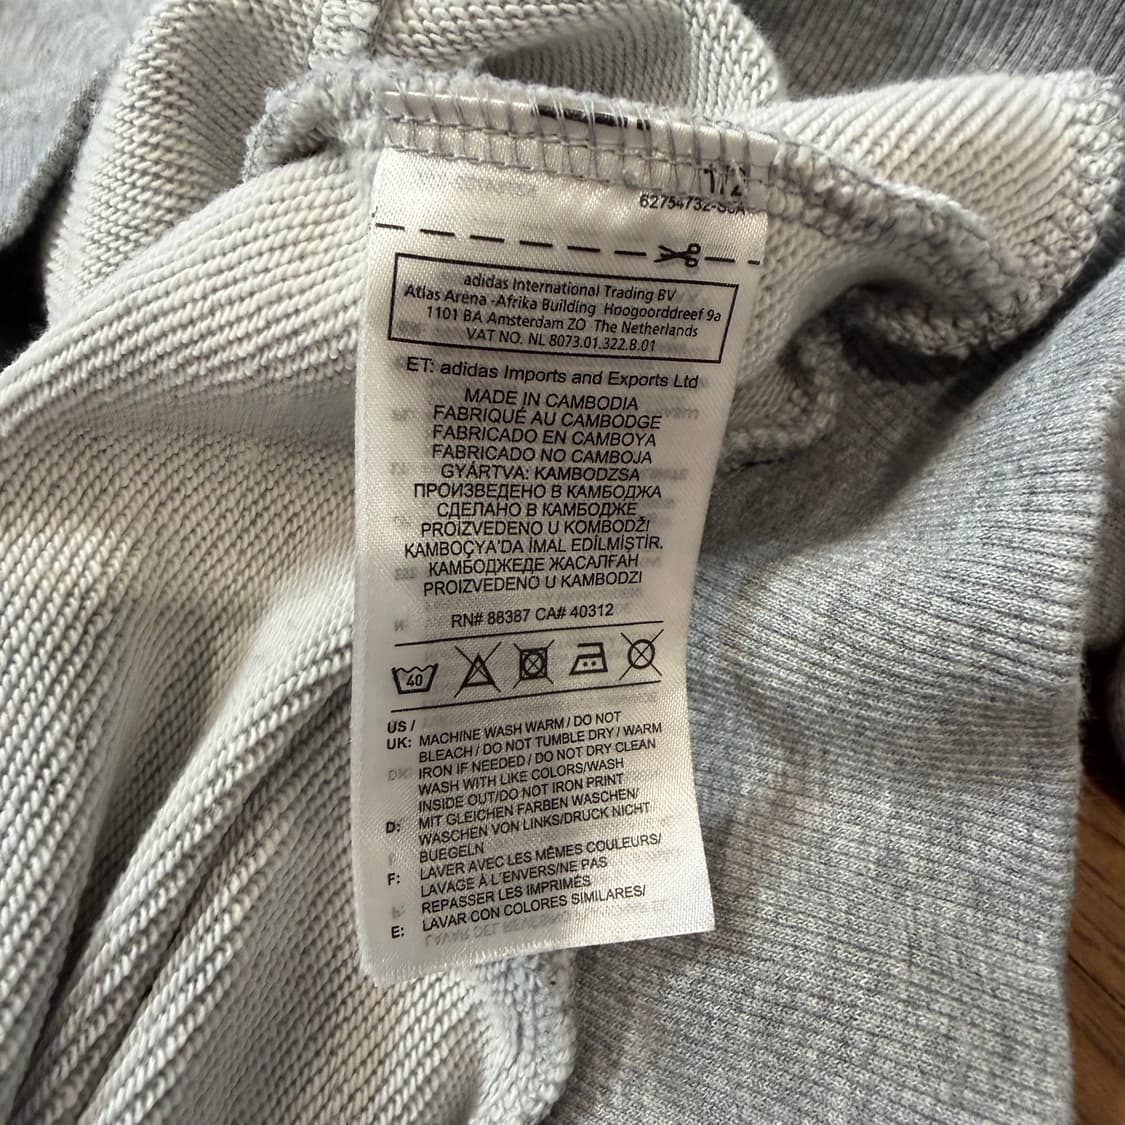 1/2
adidas International Trading BV
Atlas Arena -Afrika Building Hoogoorddreef 9a
1101 BA Amsterdam ZO The Netherlands
VAT NO. NL 8073.01.322.B.01
ET: adidas Imports and Exports Ltd
MADE IN CAMBODIA
FABRIQUÉ AU CAMBODGE
FABRICADO EN CAMBOYA
FABRICADO NO CAMBOJA
GYÁRTVA: KAMBODZSA
ПРОИЗВЕДЕНО В КАМБОДЖА
СДЕЛАНО В КАМБОДЖЕ
PROIZVEDENO U KOMBODŽI
KAMBOÇYA'DA İMAL EDİLMİŞTİR.
КАМБОДЖЕДЕ ЖАСАЛҒАН
PROIZVEDENO U KAMBODZI
RN# 88387 CA# 40312
40
US /
UK: MACHINE WASH WARM / DO NOT
BLEACH / DO NOT TUMBLE DRY / WARM
IRON IF NEEDED / DO NOT DRY CLEAN
WASH WITH LIKE COLORS/WASH
INSIDE OUT/DO NOT IRON PRINT
D: MIT GLEICHEN FARBEN WASCHEN/
WASCHEN VON LINKS/DRUCK NICHT
BUEGELN
F: LAVER AVEC LES MÊMES COULEURS/
LAVAGE À L'ENVERS/NE PAS
REPASSER LES IMPRIMÉS
E: LAVAR CON COLORES SIMILARES/